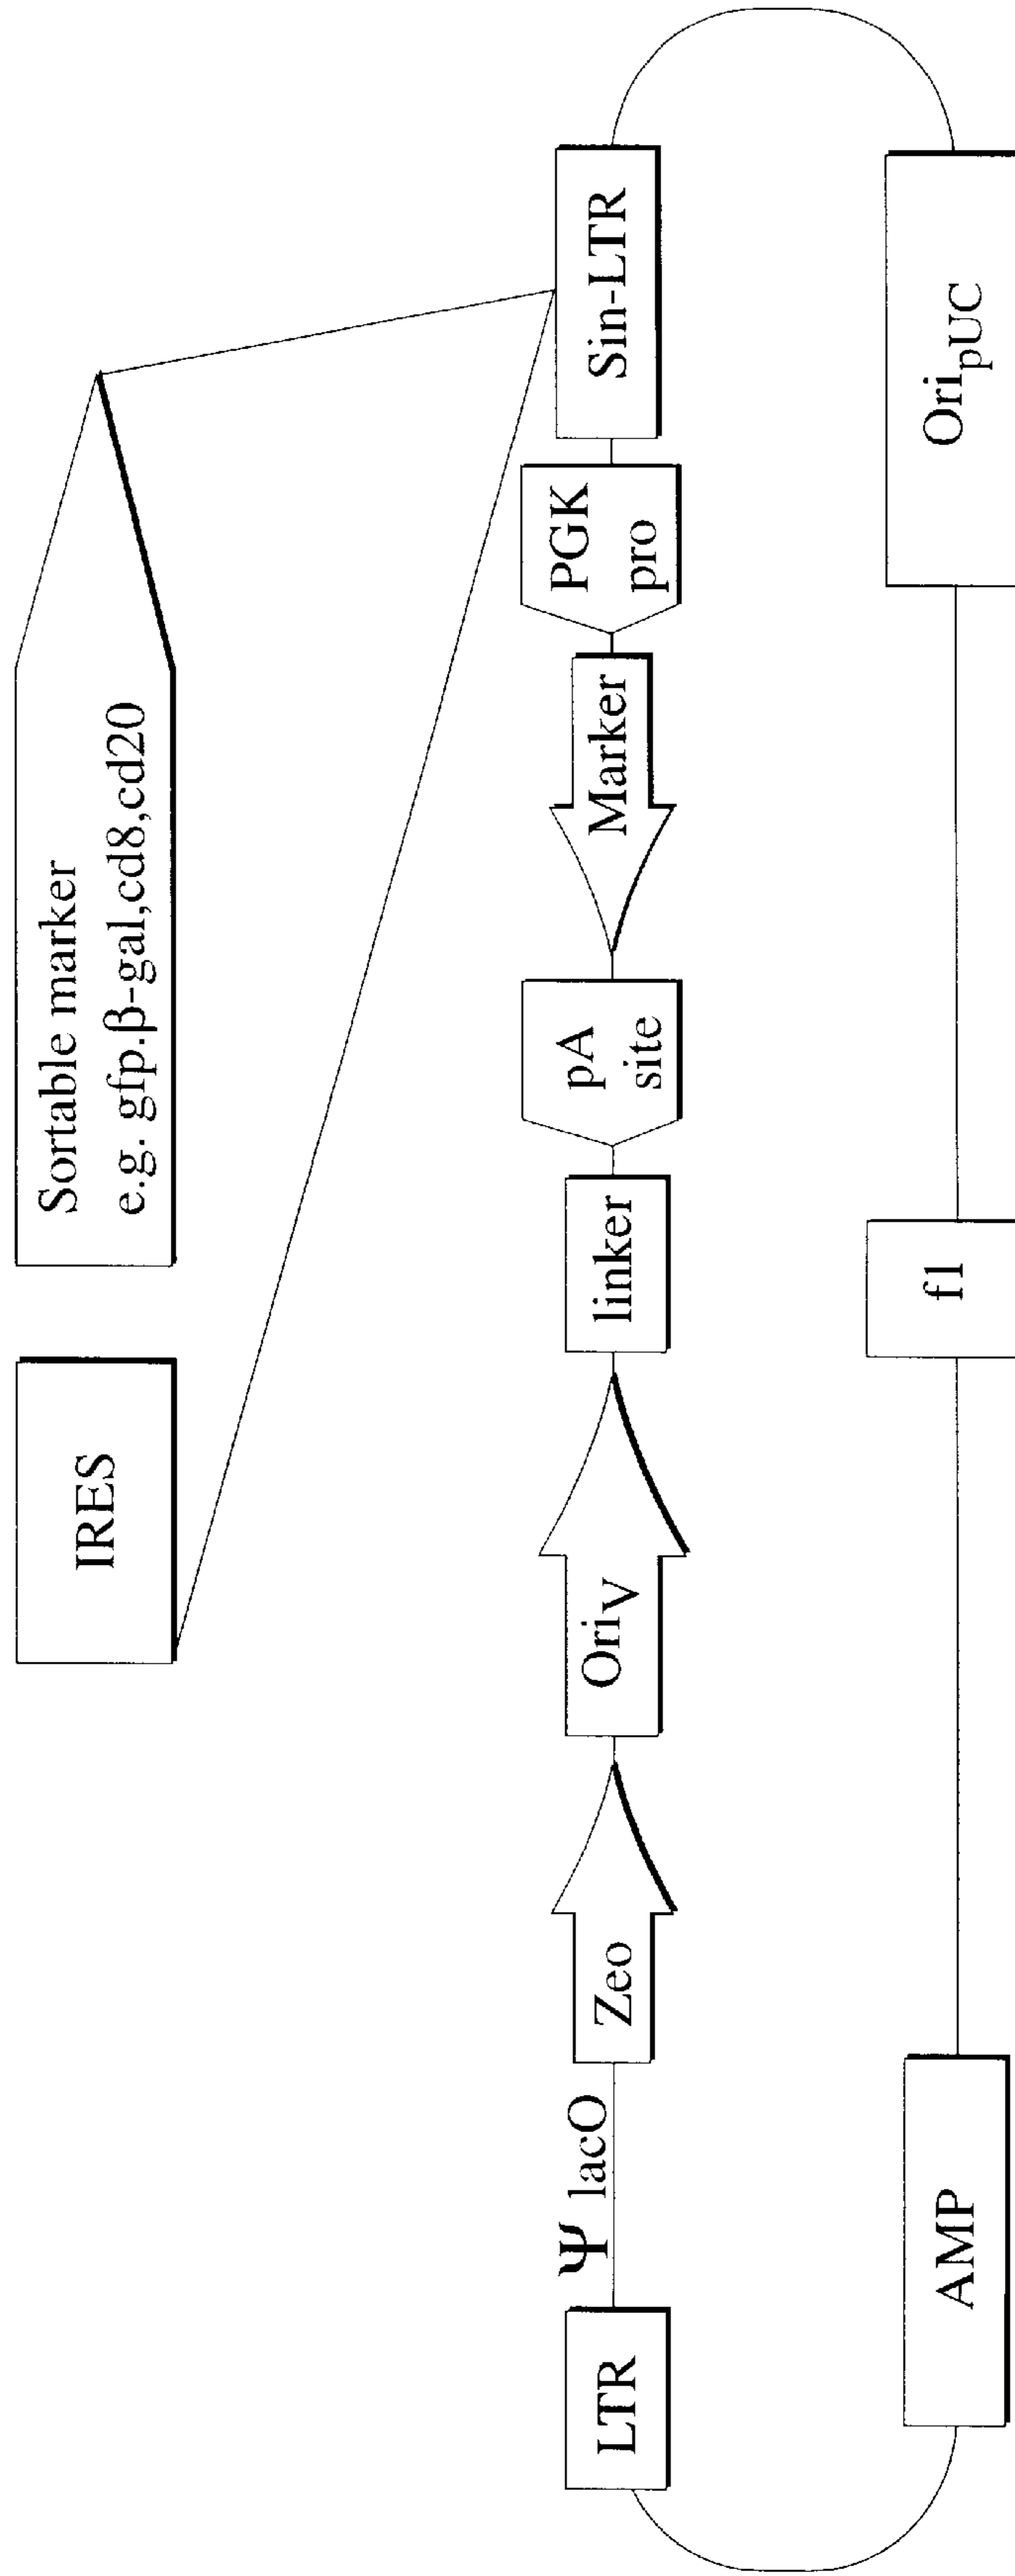 IRES
Sortable marker
e.g. gfp.β-gal,cd8,cd20
LTR
Ψ lacO
Zeo
OriV
linker
pA
site
Marker
PGK
pro
Sin-LTR
AMP
f1
OripUC